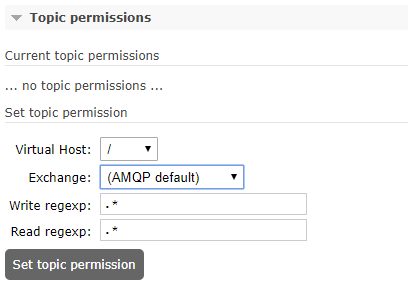 Topic permissions
Current topic permissions
... no topic permissions ...
Set topic permission
Virtual Host: /
Exchange: (AMQP default)
Write regexp: .*
Read regexp: .*
Set topic permission